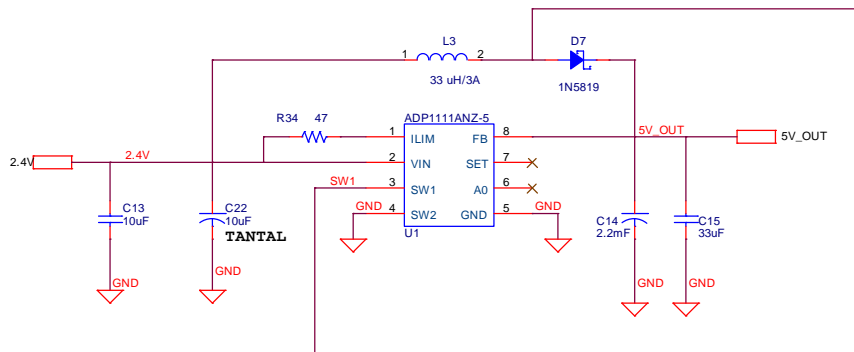 L3
D7
1 2
33 uH/3A
1N5819
R34 47
ADP1111ANZ-5
1 ILIM FB 8
5V_OUT
5V_OUT
2.4V
2.4V
2 VIN SET 7
SW1
3 SW1 A0 6
GND
4 SW2 GND 5
GND
U1
C13
10uF
C22
10uF
TANTAL
C14
2.2mF
C15
33uF
GND
GND
GND
GND